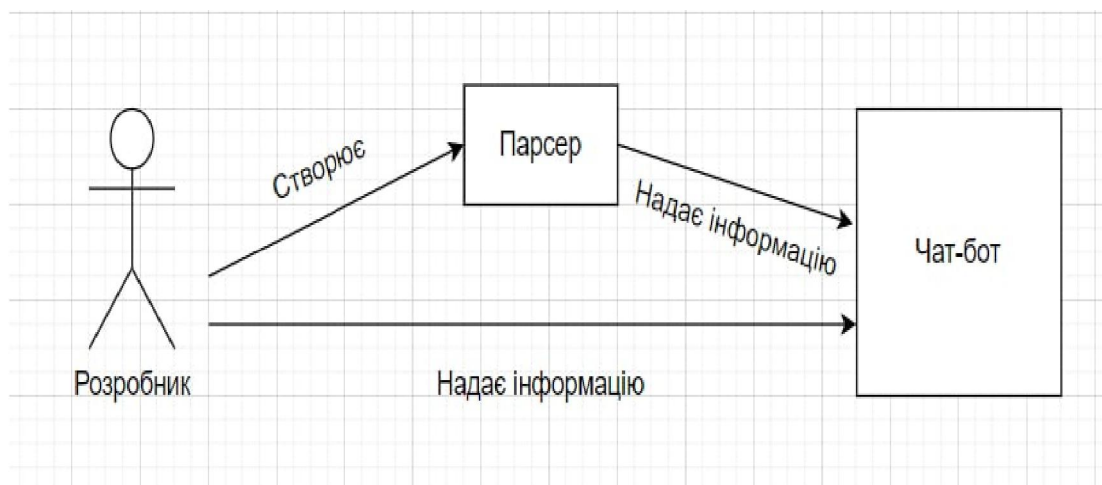 Створює
Парсер
Надає інформацію
Чат-бот
Розробник
Надає інформацію